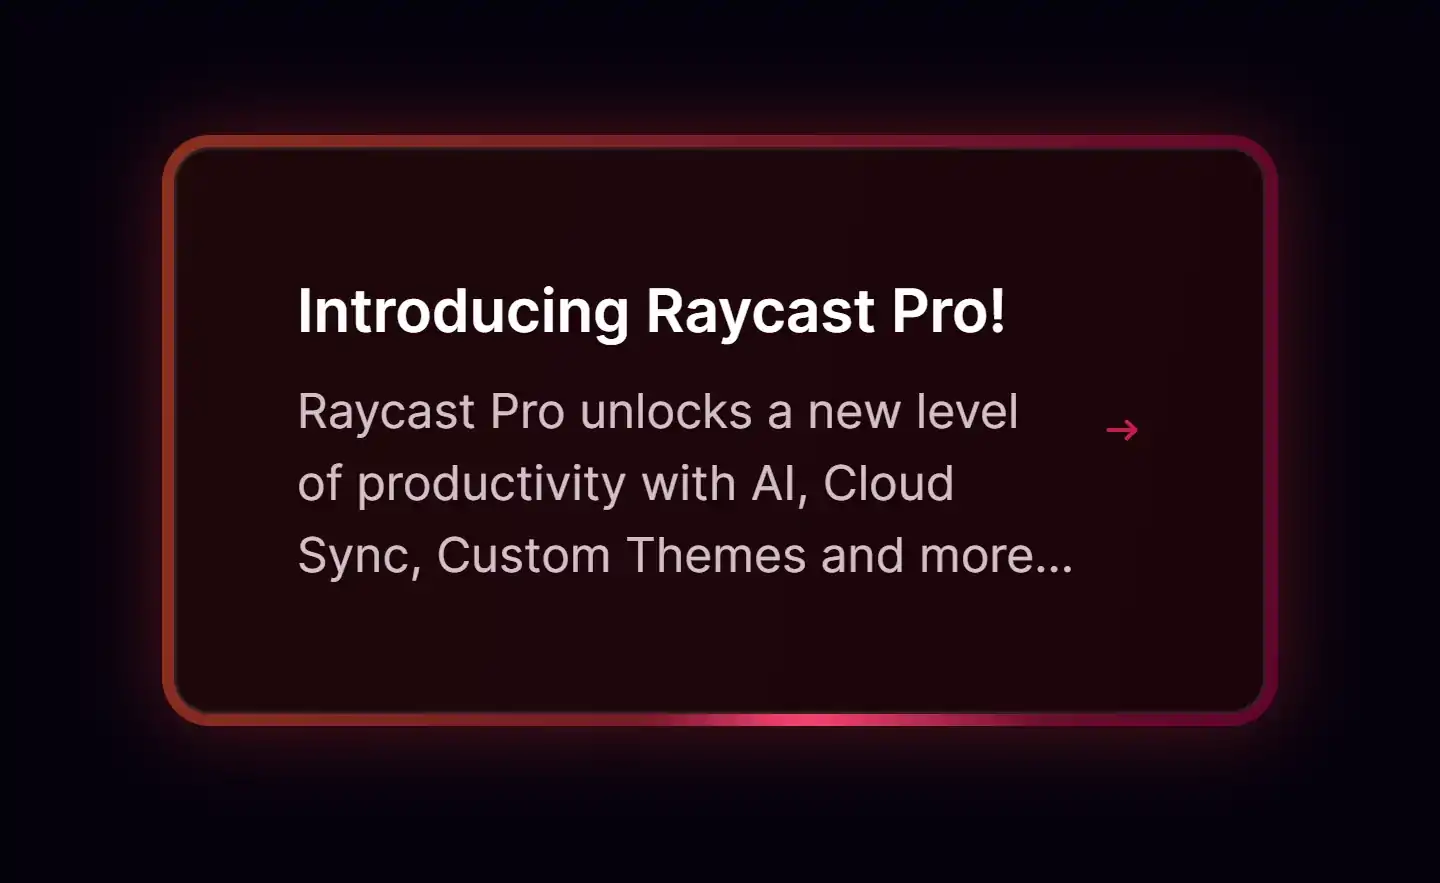 Introducing Raycast Pro!
Raycast Pro unlocks a new level
of productivity with AI, Cloud
Sync, Custom Themes and more...
→